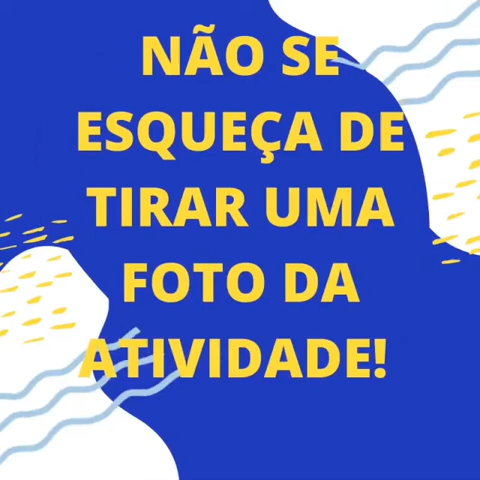 NÃO SE
ESQUEÇA DE
TIRAR UMA
FOTO DA
ATIVIDADE!